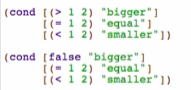 (cond [(> 1 2) "bigger"]
[(= 1 2) "equal"]
[(< 1 2) "smaller"])
(cond [false "bigger"]
[(= 1 2) "equal"]
[(< 1 2) "smaller"])